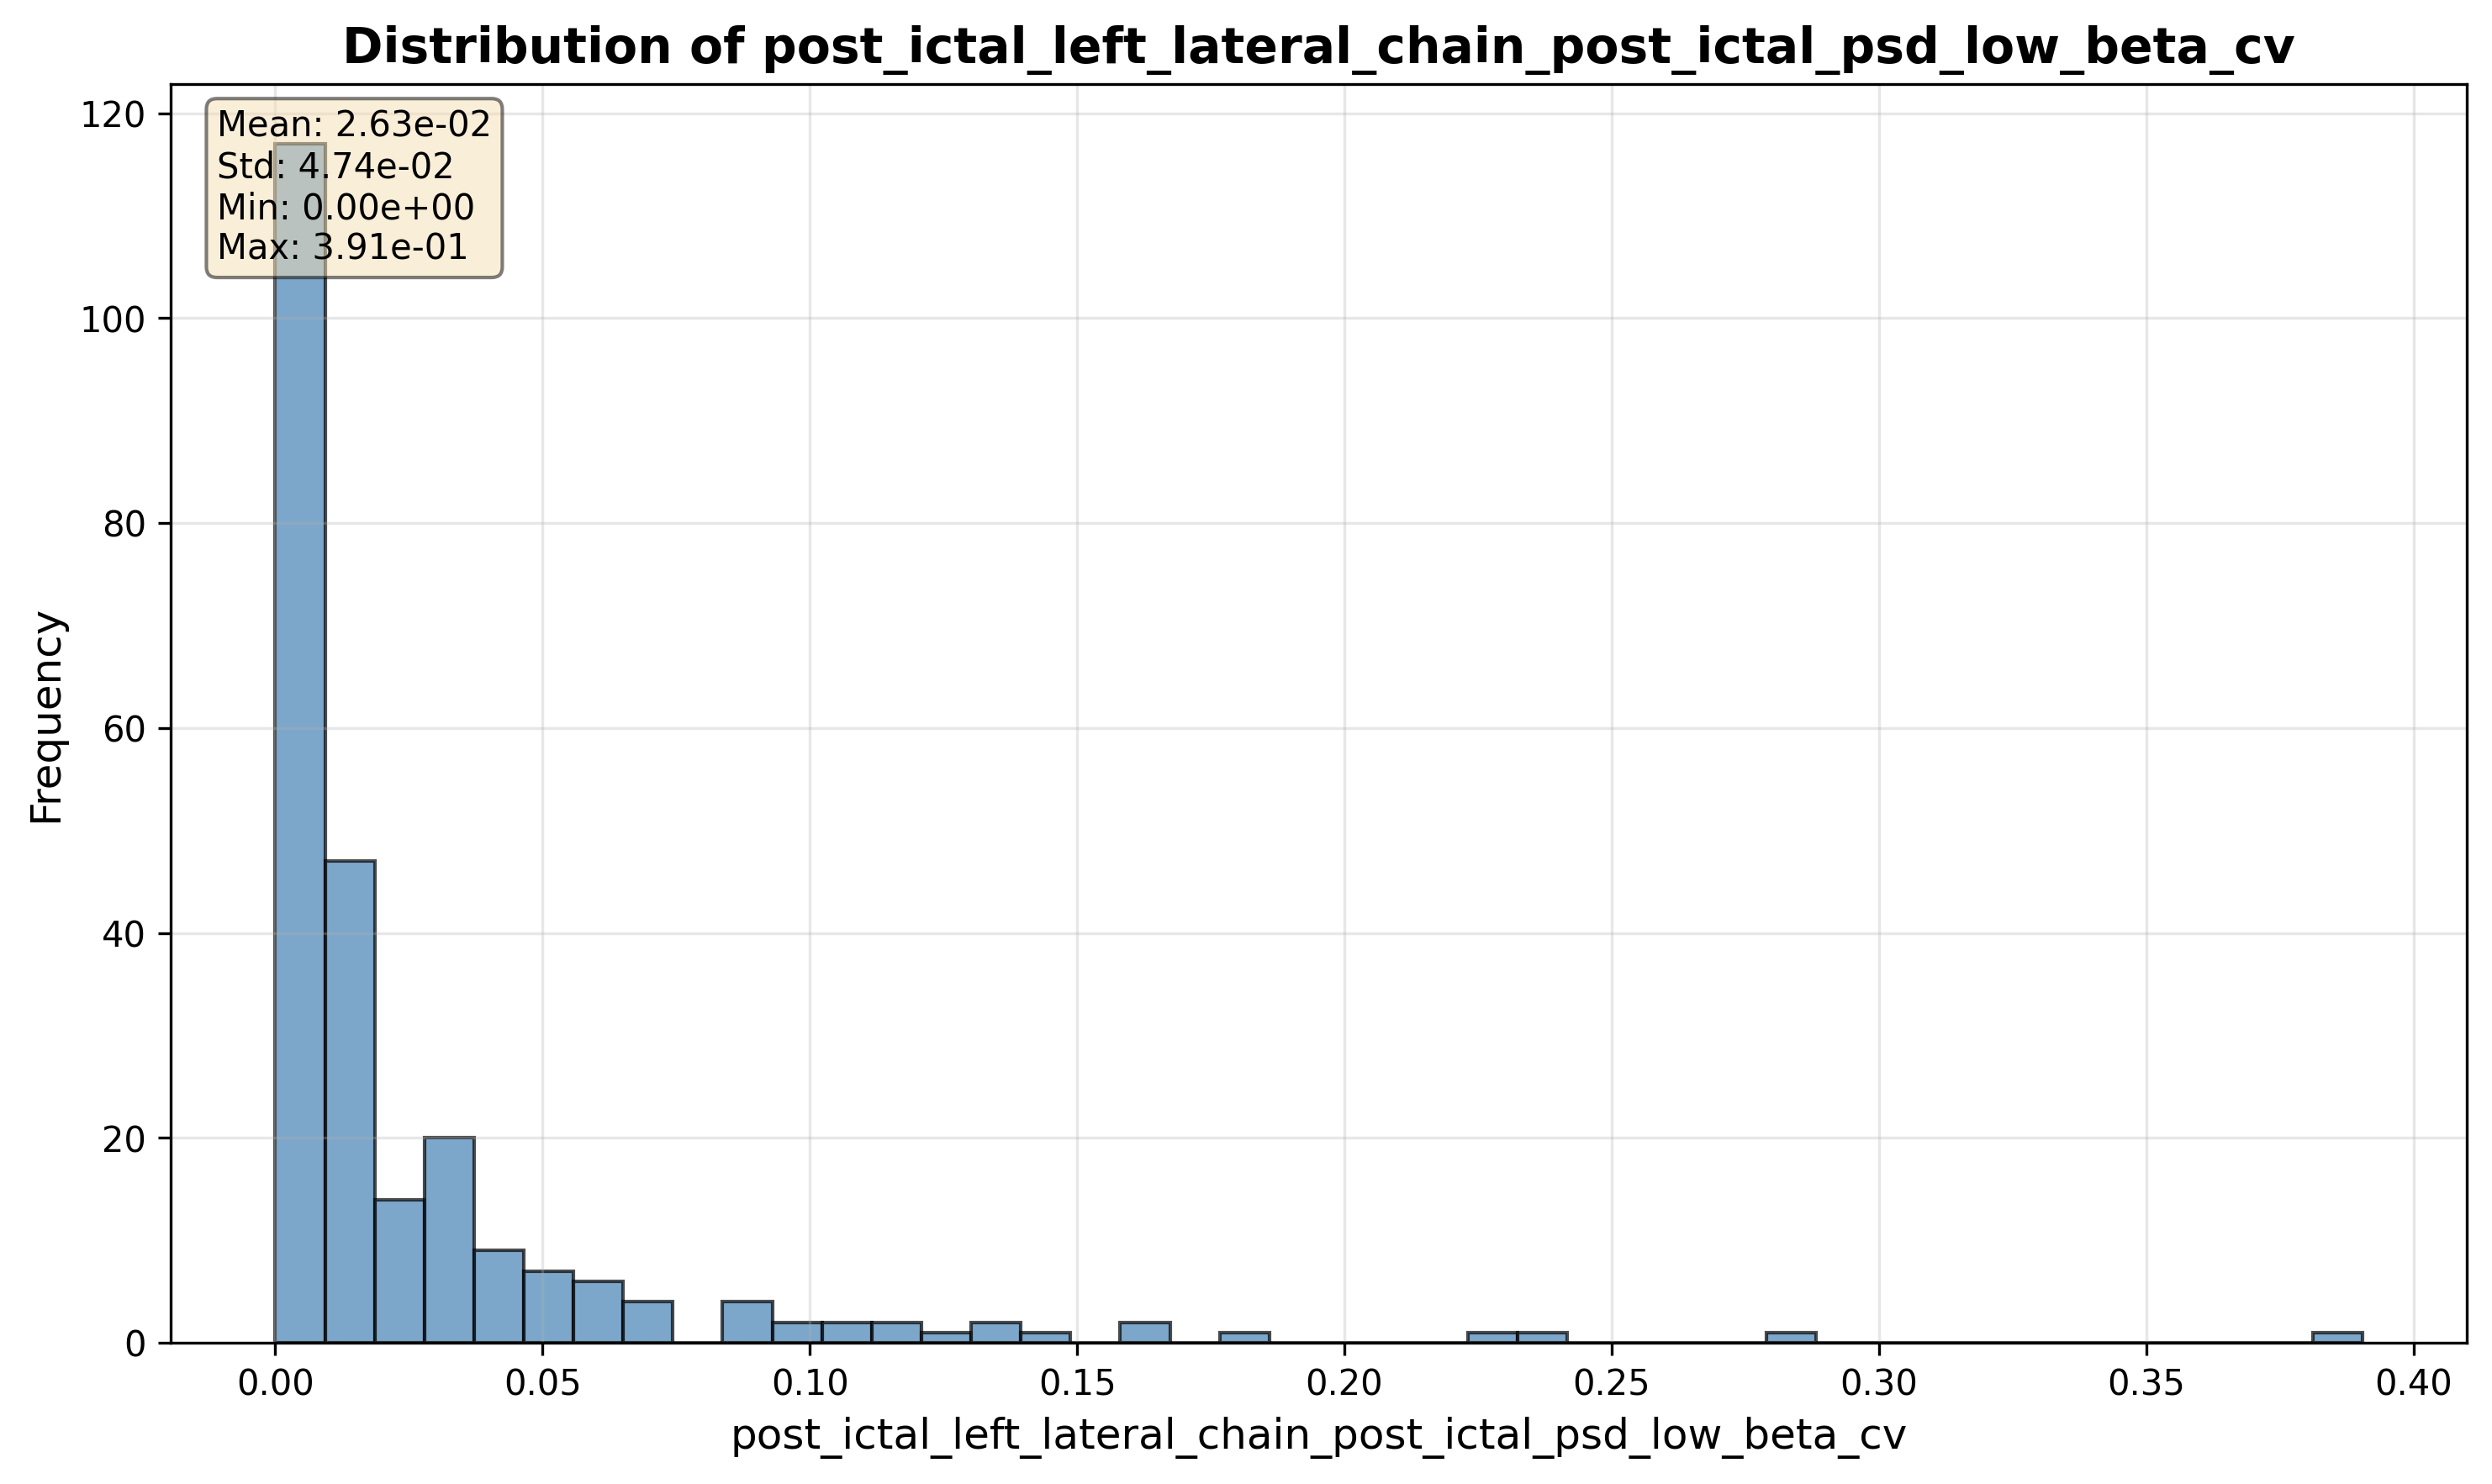 Distribution of post_ictal_left_lateral_chain_post_ictal_psd_low_beta_cv
Mean: 2.63e-02
Std: 4.74e-02
Min: 0.00e+00
Max: 3.91e-01
120
100
80
60
40
20
0
Frequency
0.00 0.05 0.10 0.15 0.20 0.25 0.30 0.35 0.40
post_ictal_left_lateral_chain_post_ictal_psd_low_beta_cv